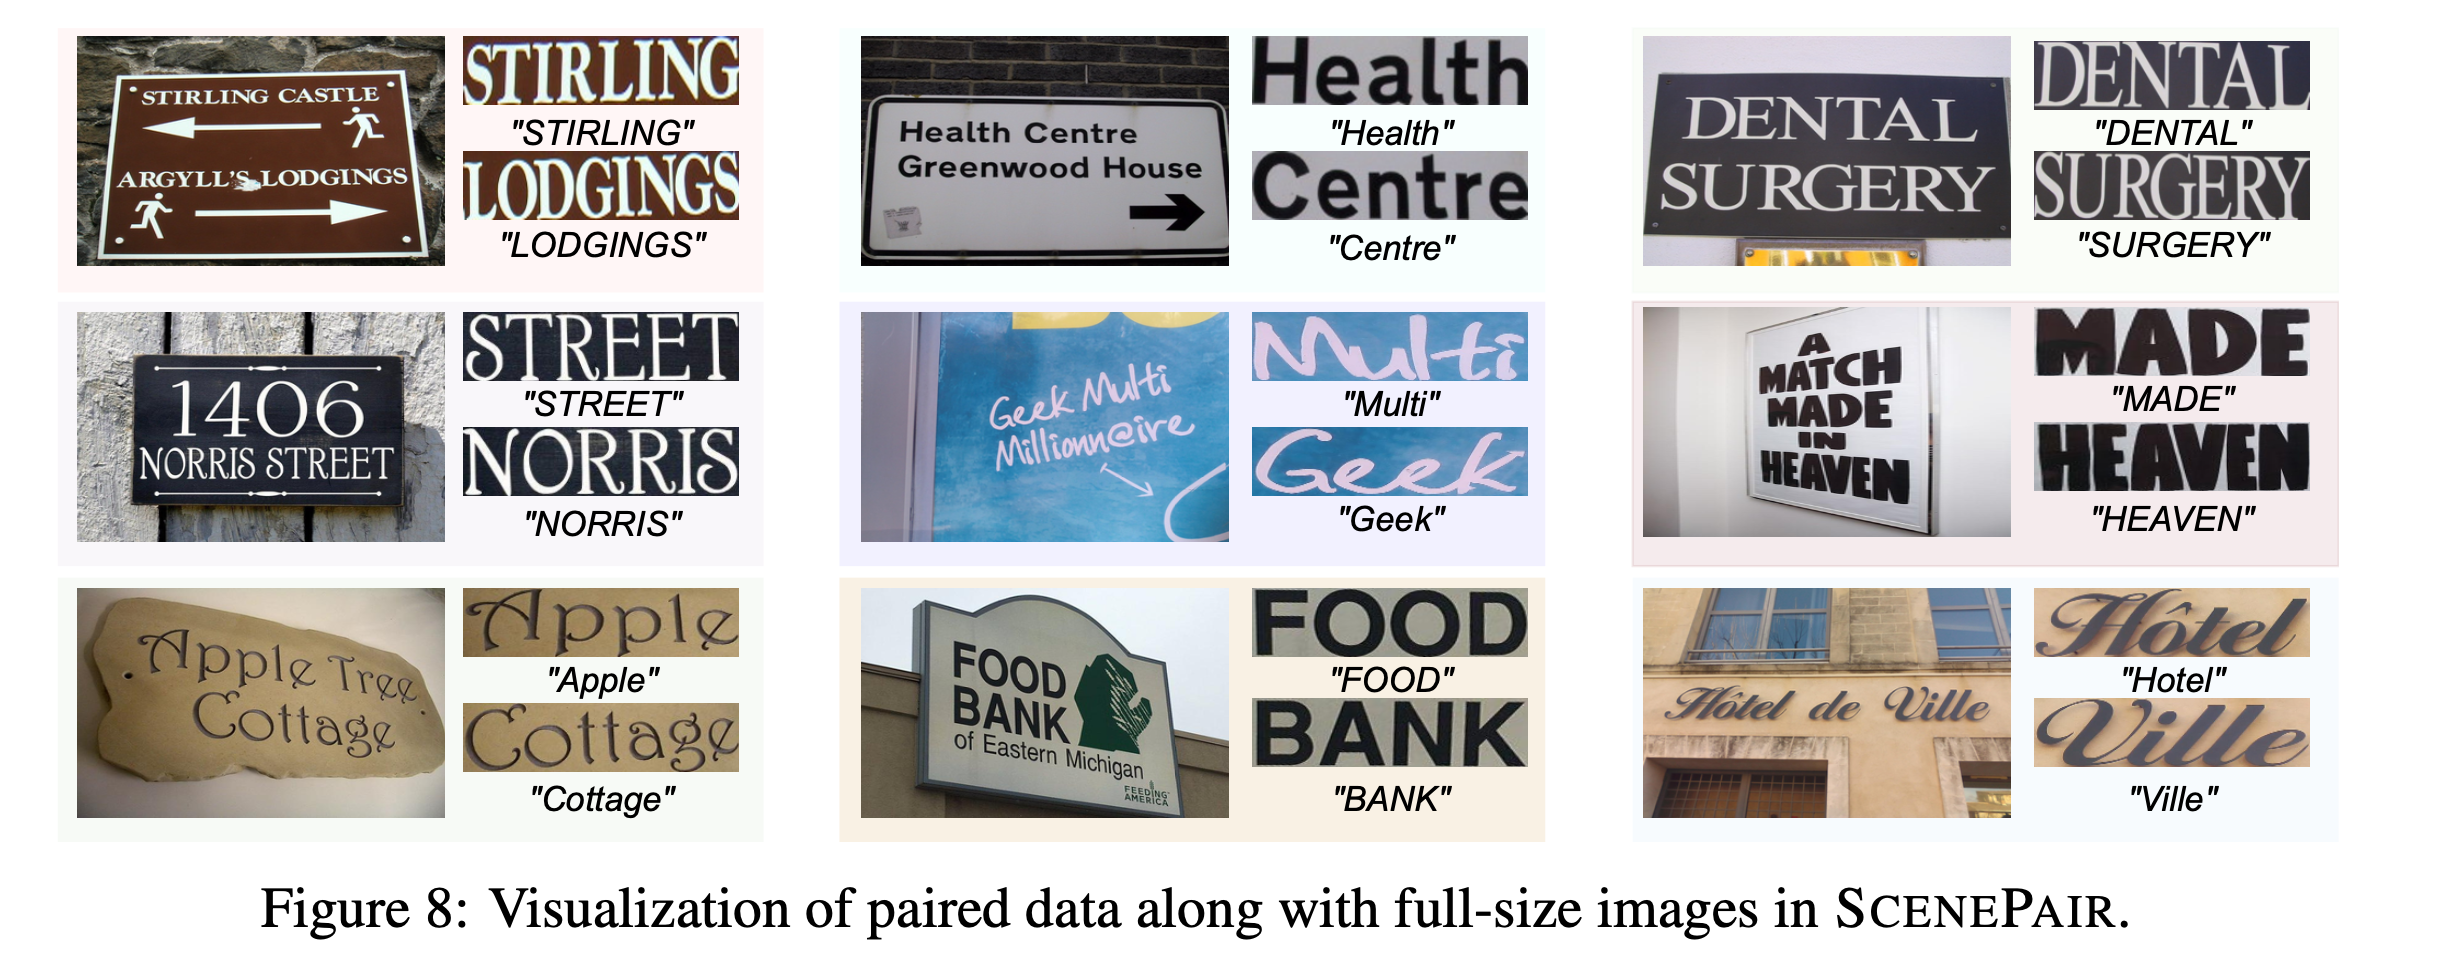 STIRLING CASTLE
ARGYLL'S LODGINGS
STIRLING
"STIRLING"
LODGINGS
"LODGINGS"
Health Centre
Greenwood House
Health
"Health"
Centre
"Centre"
DENTAL
SURGERY
DENTAL
"DENTAL"
SURGERY
"SURGERY"
1406
NORRIS STREET
STREET
"STREET"
NORRIS
"NORRIS"
Geek Multi
Millionn@ire
Multi
"Multi"
Geek
"Geek"
A
MATCH
MADE
IN
HEAVEN
MADE
"MADE"
HEAVEN
"HEAVEN"
Apple Tree
Cottage
Apple
"Apple"
Cottage
"Cottage"
FOOD
BANK
of Eastern Michigan
FEEDING
AMERICA
FOOD
"FOOD"
BANK
"BANK"
Hôtel de Ville
Hôtel
"Hotel"
Ville
"Ville"
Figure 8: Visualization of paired data along with full-size images in SCENEPAIR.